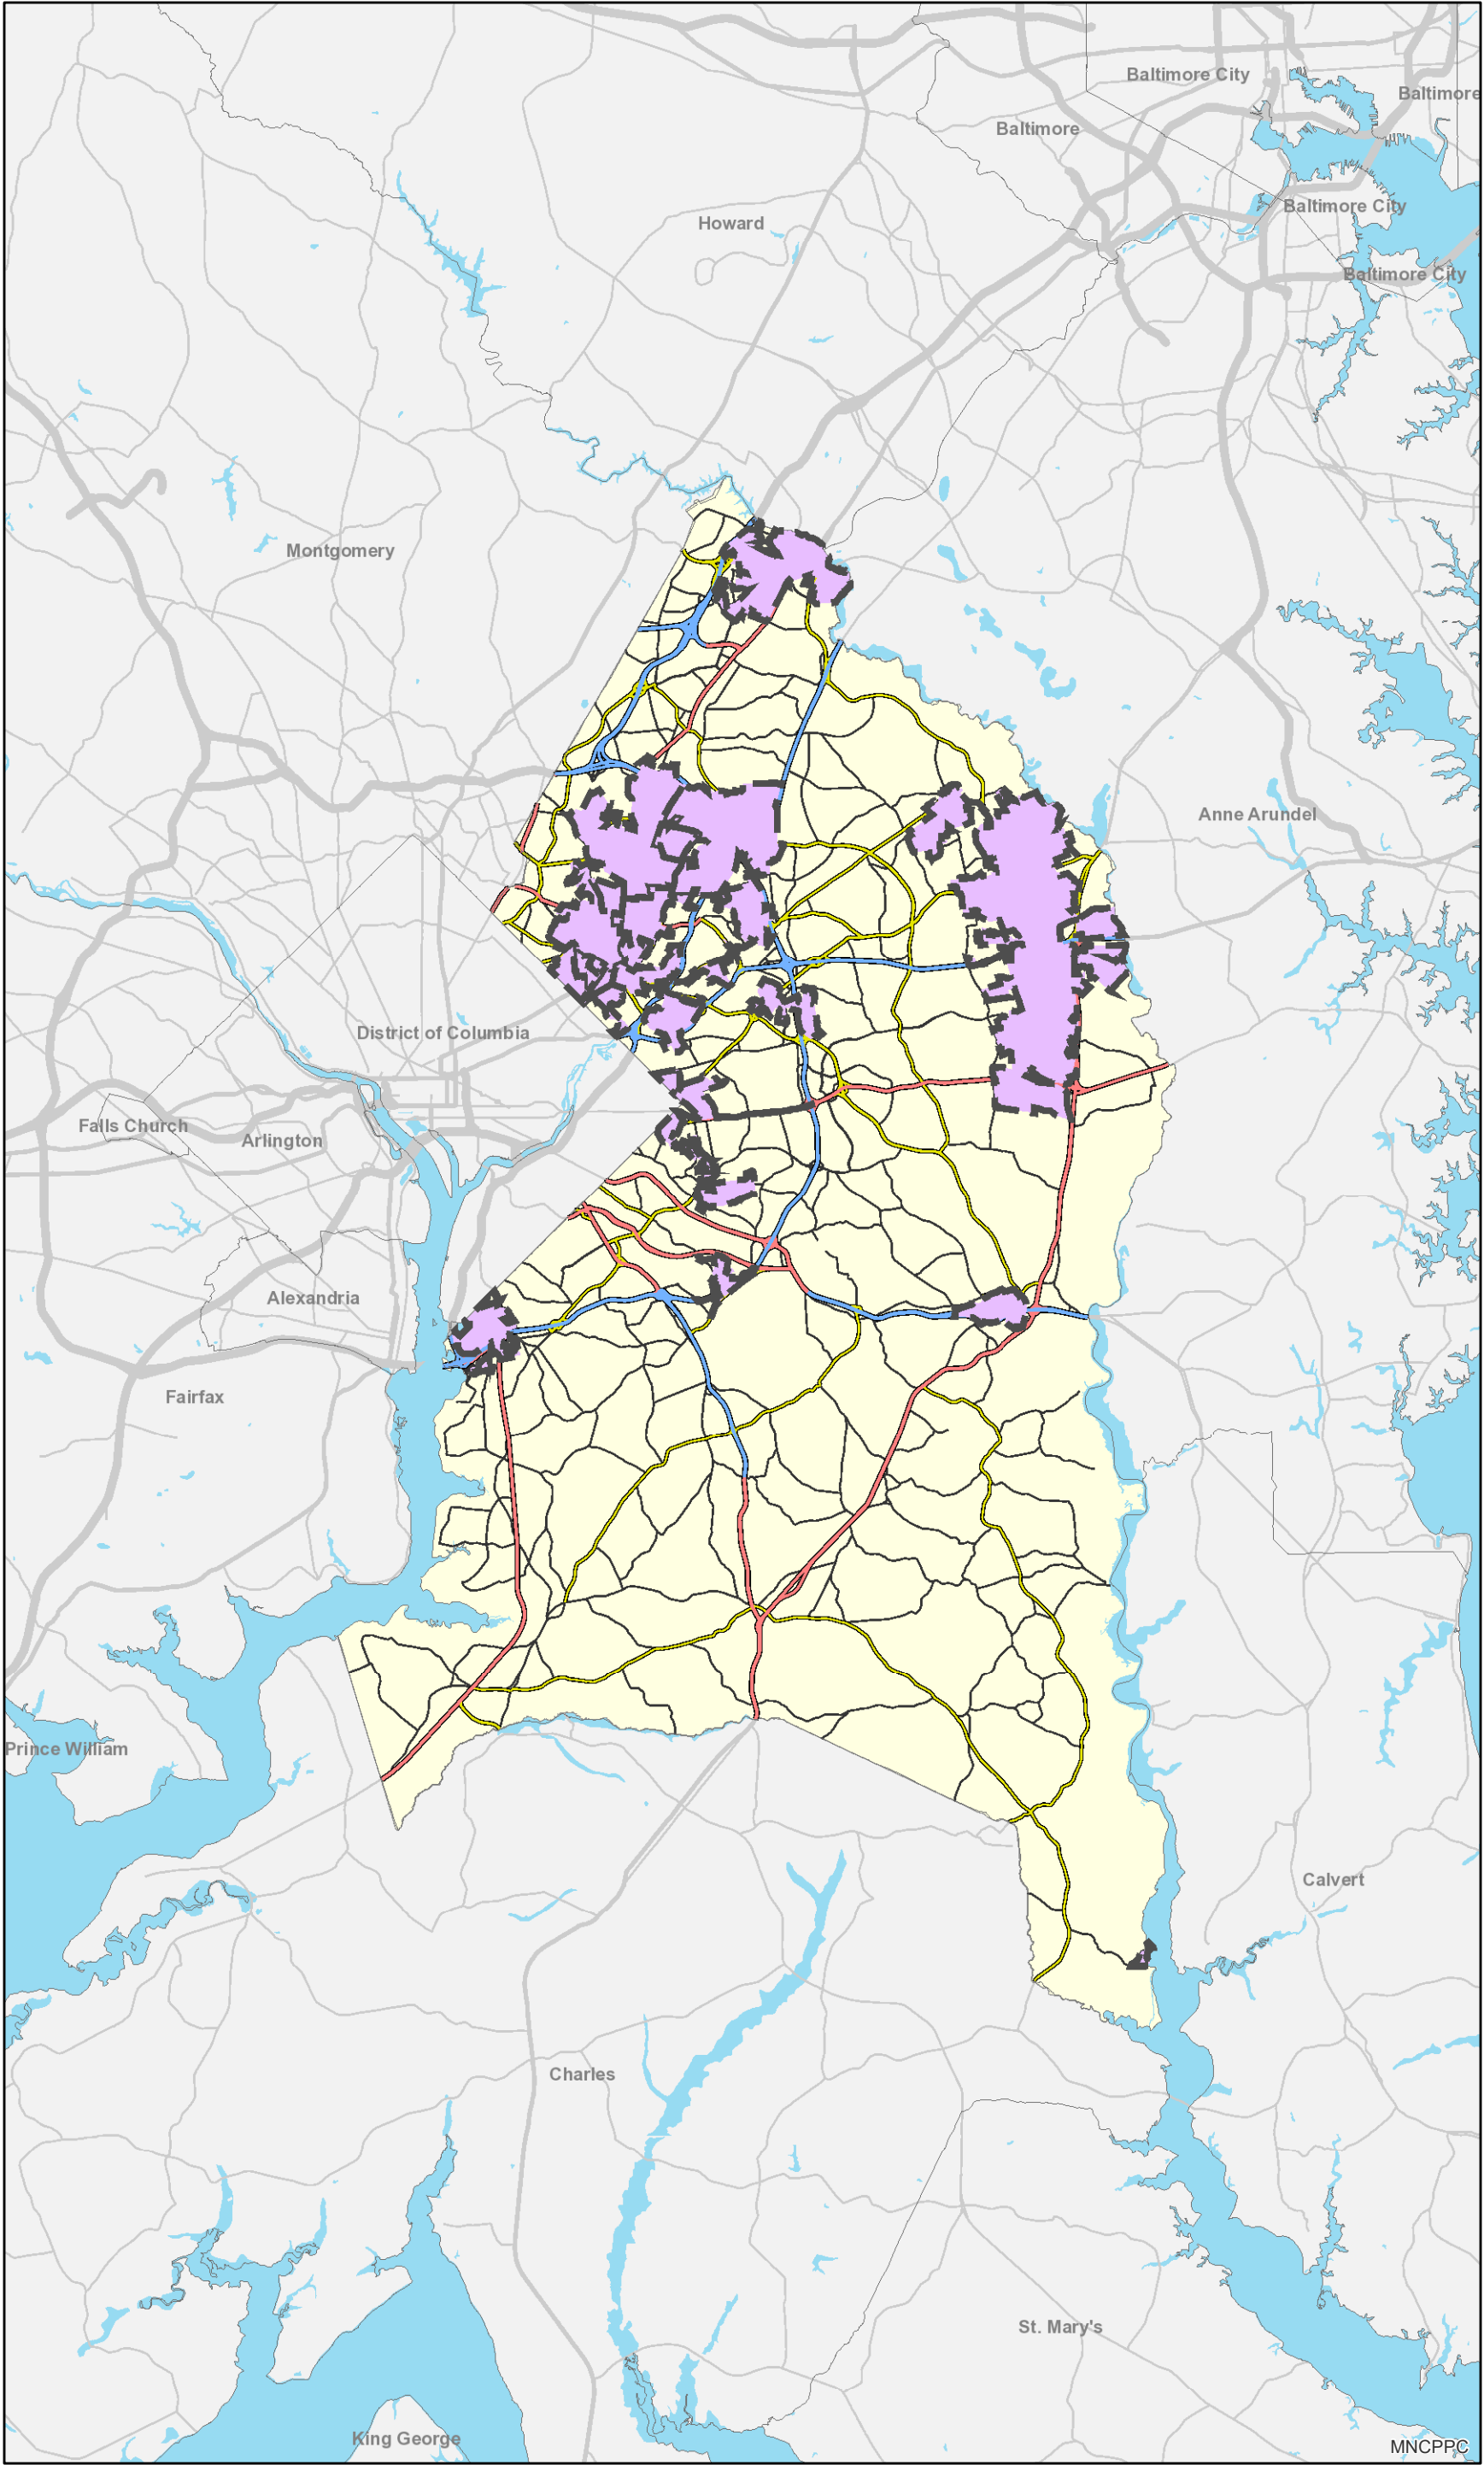 Baltimore City
Baltimore
Baltimore
Baltimore City
Howard
Baltimore City
Montgomery
Anne Arundel
District of Columbia
Falls Church
Arlington
Alexandria
Fairfax
Prince William
Calvert
Charles
St. Mary's
King George
MNCPPC